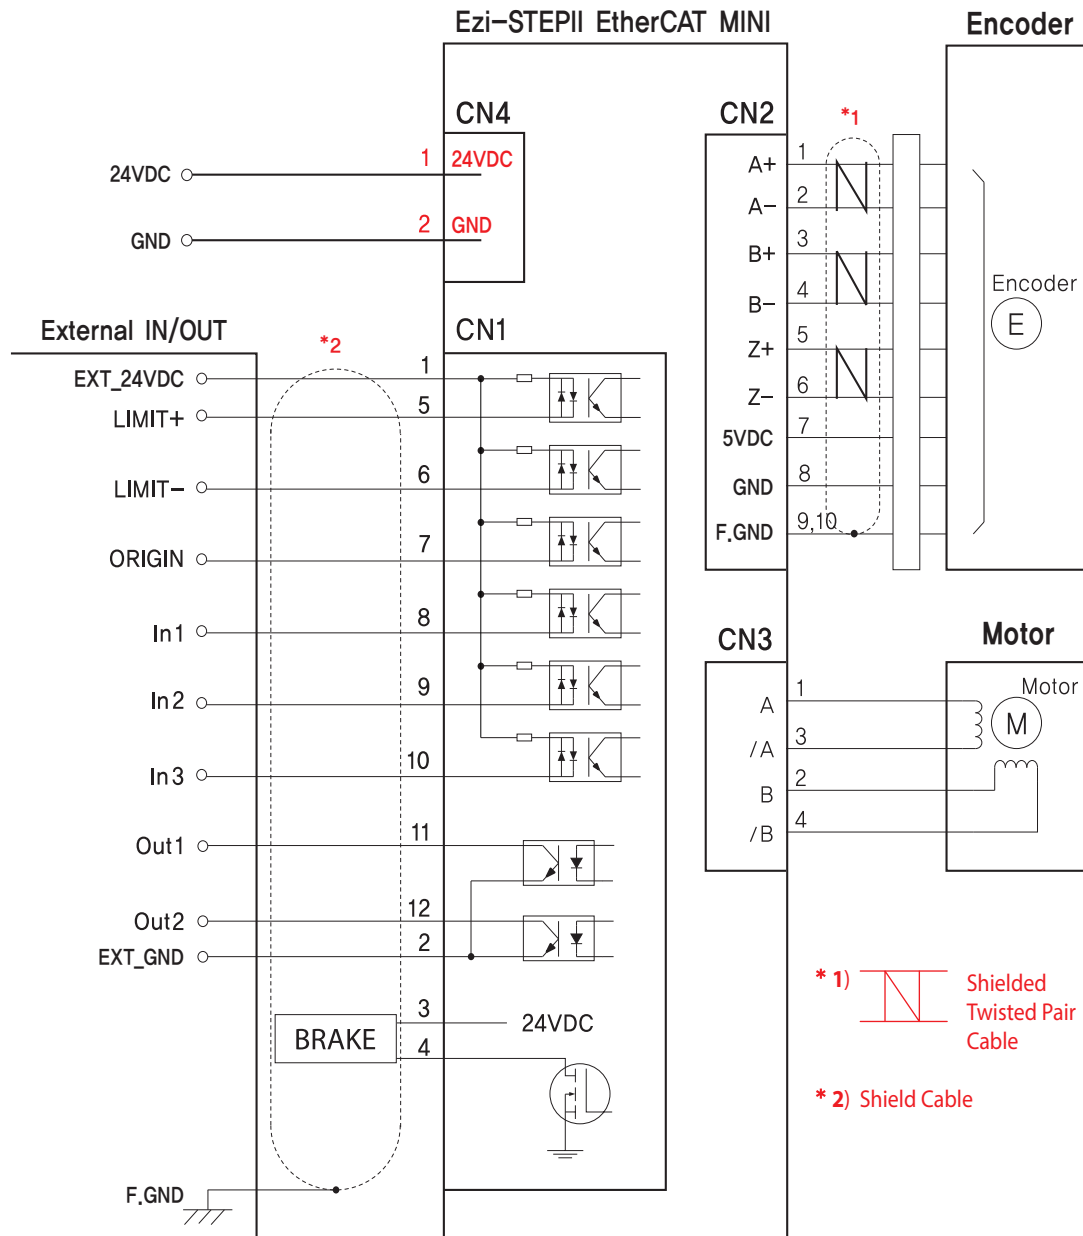 Ezi-STEPII EtherCAT MINI
Encoder
CN4
1 24VDC
24VDC
2 GND
GND
CN2
*1
A+ 1
A- 2
B+ 3
B- 4
Z+ 5
Z- 6
5VDC 7
GND 8
F.GND 9,10
Encoder
E
External IN/OUT
*2
CN1
EXT_24VDC 1
LIMIT+ 5
LIMIT- 6
ORIGIN 7
In1 8
In2 9
In3 10
Out1 11
Out2 12
EXT_GND 2
BRAKE
3 24VDC
4
F.GND
CN3
Motor
A 1
/A 3
B 2
/B 4
Motor
M
* 1) Shielded
Twisted Pair
Cable
* 2) Shield Cable